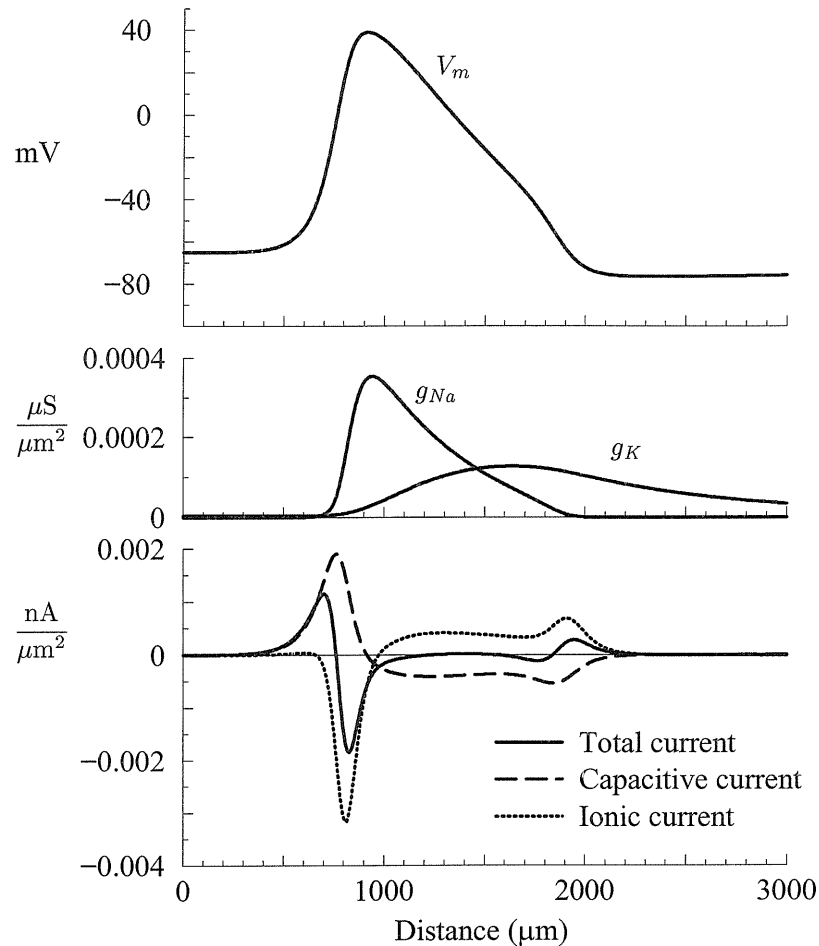 40
V_m
0
mV
−40
−80
0.0004
g_Na
μS
μm²
0.0002
g_K
0
0.002
nA
μm²
0
−0.002
Total current
Capacitive current
Ionic current
−0.004
0 1000 2000 3000
Distance (μm)